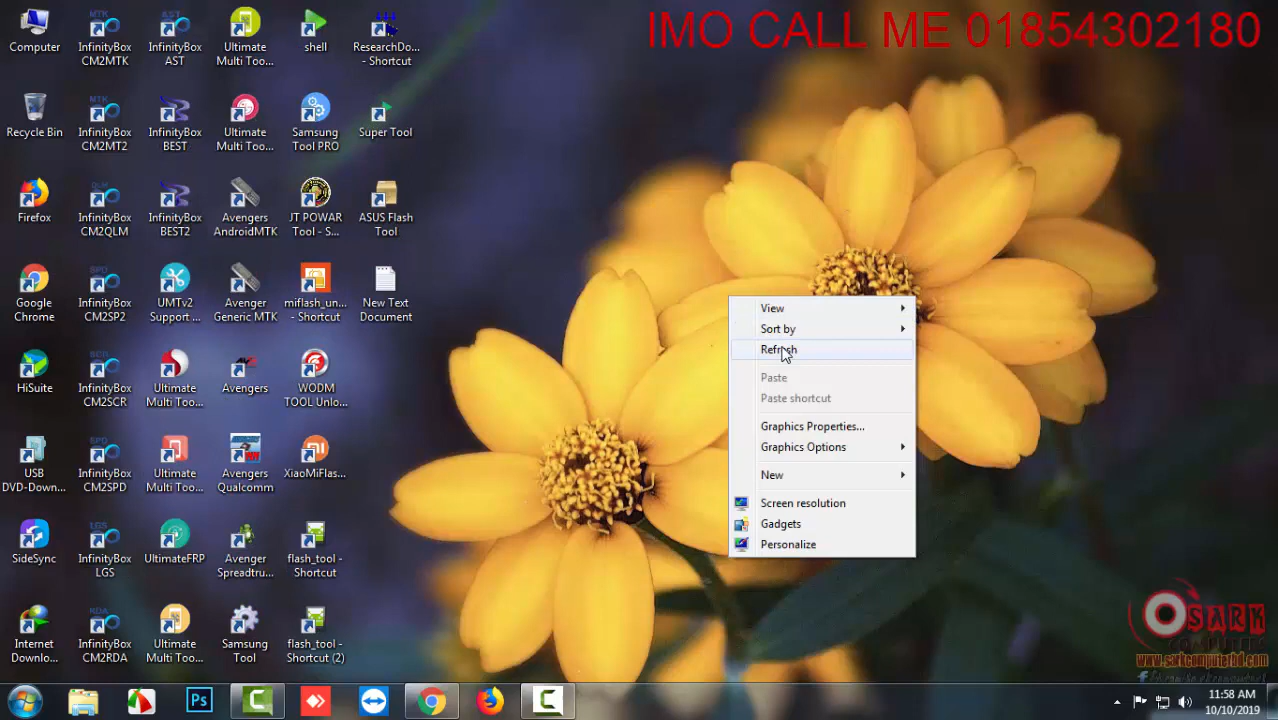 IMO CALL ME 01854302180
Computer
InfinityBox CM2MTK
InfinityBox AST
Ultimate Multi Too...
shell
ResearchDo... - Shortcut
Recycle Bin
InfinityBox CM2MT2
InfinityBox BEST
Ultimate Multi Too...
Samsung Tool PRO
Super Tool
Firefox
InfinityBox CM2QLM
InfinityBox BEST2
Avengers AndroidMTK
JT POWAR Tool - S...
ASUS Flash Tool
Google Chrome
InfinityBox CM2SP2
UMTv2 Support ...
Avenger Generic MTK
miflash_un... - Shortcut
New Text Document
HiSuite
InfinityBox CM2SCR
Ultimate Multi Too...
Avengers
WODM TOOL Unlo...
USB DVD-Down...
InfinityBox CM2SPD
Ultimate Multi Too...
Avengers Qualcomm
XiaoMiFlas...
SideSync
InfinityBox LGS
UltimateFRP
Avenger Spreadtru...
flash_tool - Shortcut
Internet Downlo...
InfinityBox CM2RDA
Ultimate Multi Too...
Samsung Tool
flash_tool - Shortcut (2)
View
Sort by
Refresh
Paste
Paste shortcut
Graphics Properties...
Graphics Options
New
Screen resolution
Gadgets
Personalize
SARK
COMPUTER
www.sarkcomputerbd.com
Ps
11:58 AM
10/10/2019